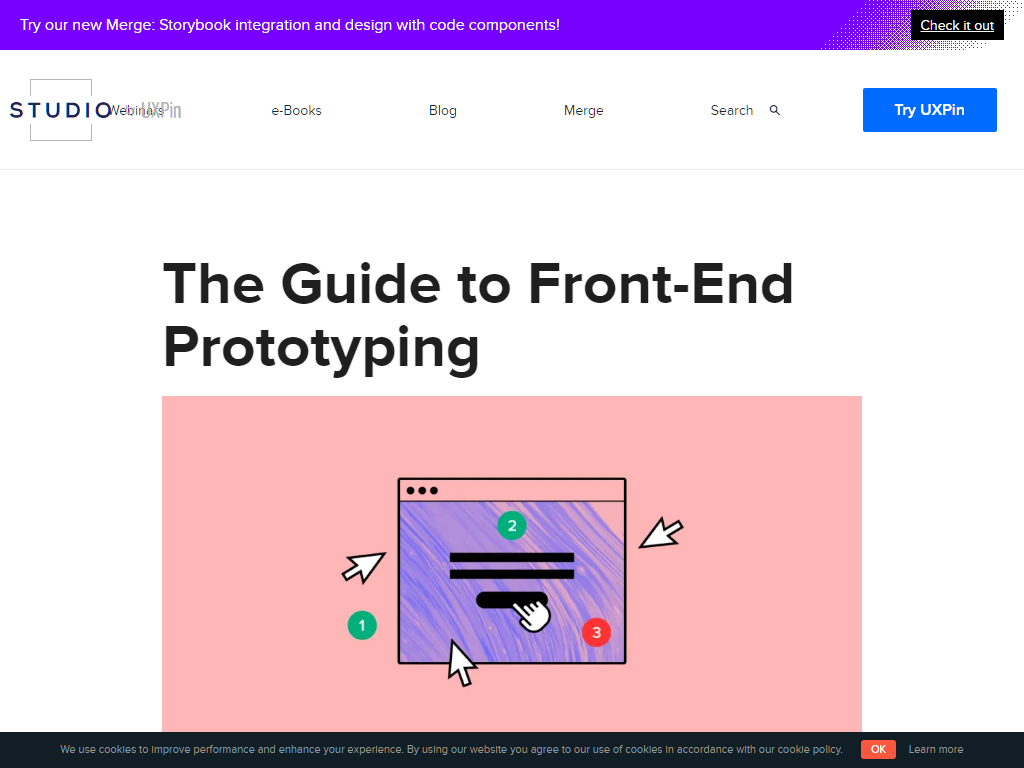 Try our new Merge: Storybook integration and design with code components!
Check it out
STUDIO by UXPin
Webinars
e-Books
Blog
Merge
Search
Try UXPin
The Guide to Front-End
Prototyping
2
1
3
We use cookies to improve performance and enhance your experience. By using our website you agree to our use of cookies in accordance with our cookie policy.
OK
Learn more